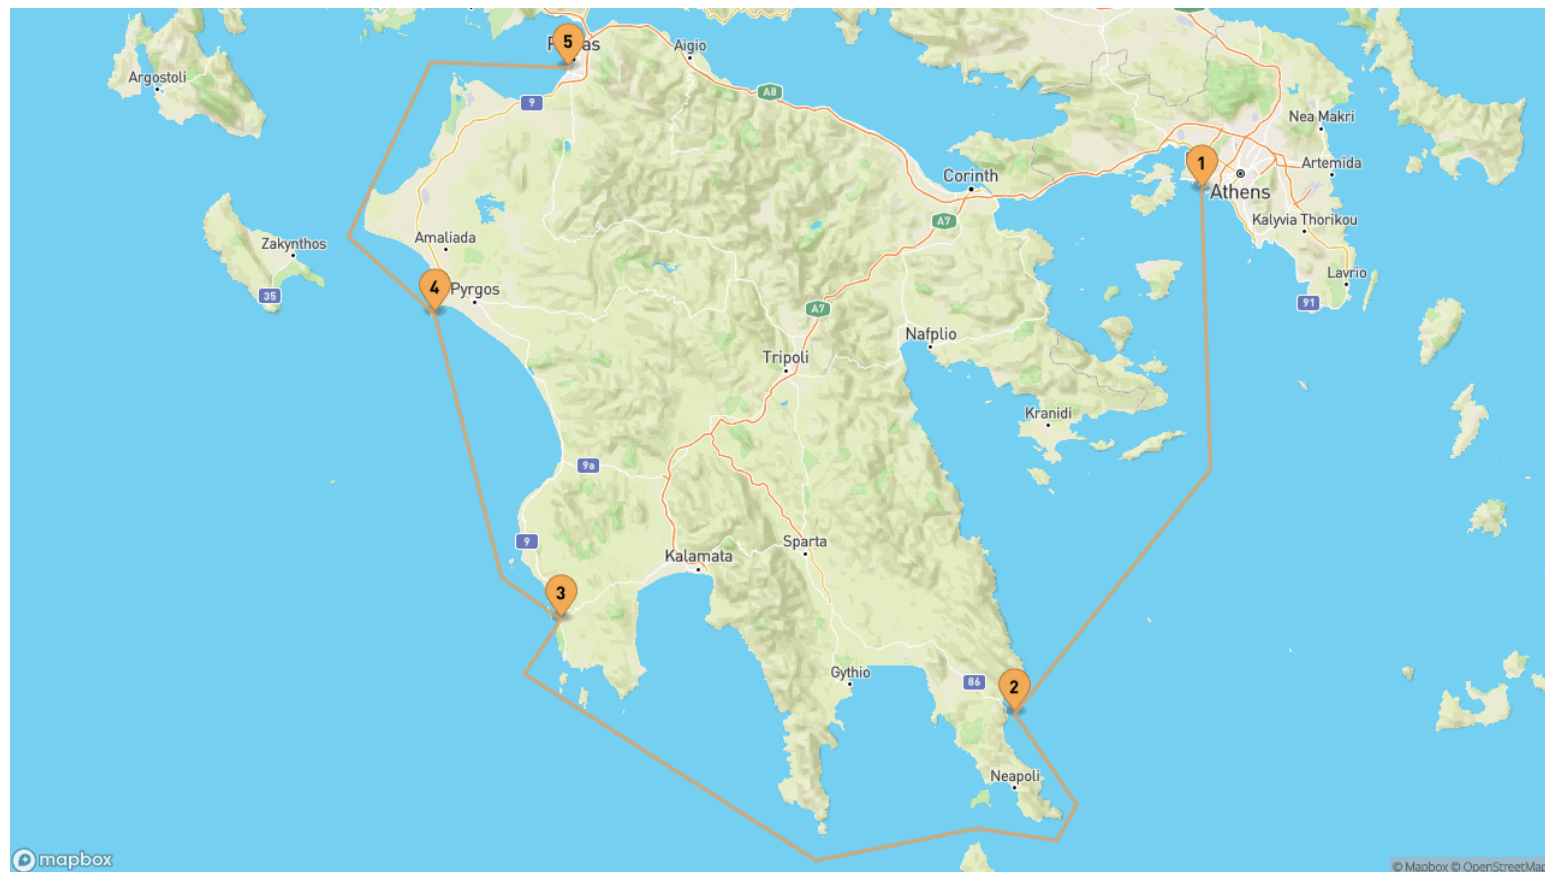 5
P as
Aigio
Argostoli
A8
9
Nea Makri
1
Artemida
Corinth
Athens
A7
Kalyvia Thorikou
Zakynthos
Amaliada
Lavrio
4
Pyrgos
35
91
A7
Nafplio
Tripoli
Kranidi
9a
9
Sparta
Kalamata
3
Gythio
86
2
Neapoli
mapbox
© Mapbox © OpenStreetMap